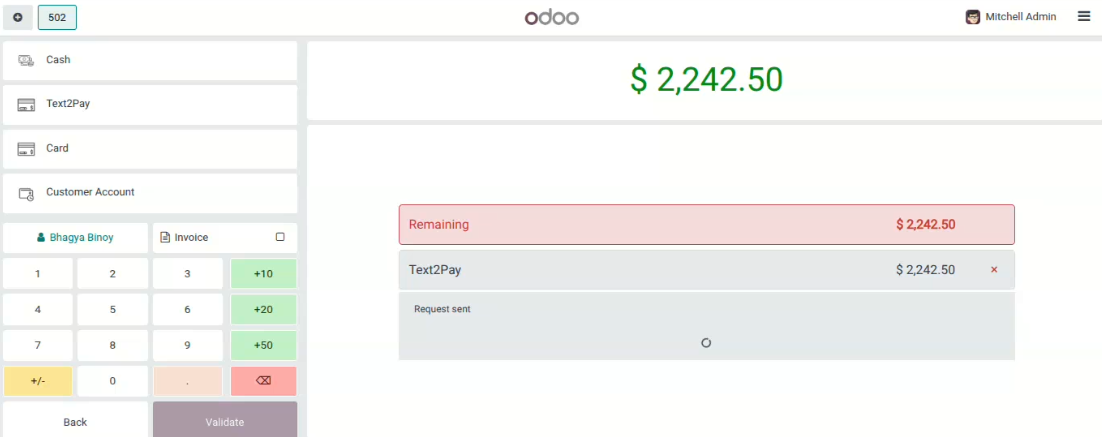 502
odoo
Mitchell Admin
Cash
Text2Pay
Card
Customer Account
Bhagya Binoy
Invoice
1 2 3 +10
4 5 6 +20
7 8 9 +50
+/- 0 .
Back
Validate
$ 2,242.50
Remaining $ 2,242.50
Text2Pay $ 2,242.50 ×
Request sent